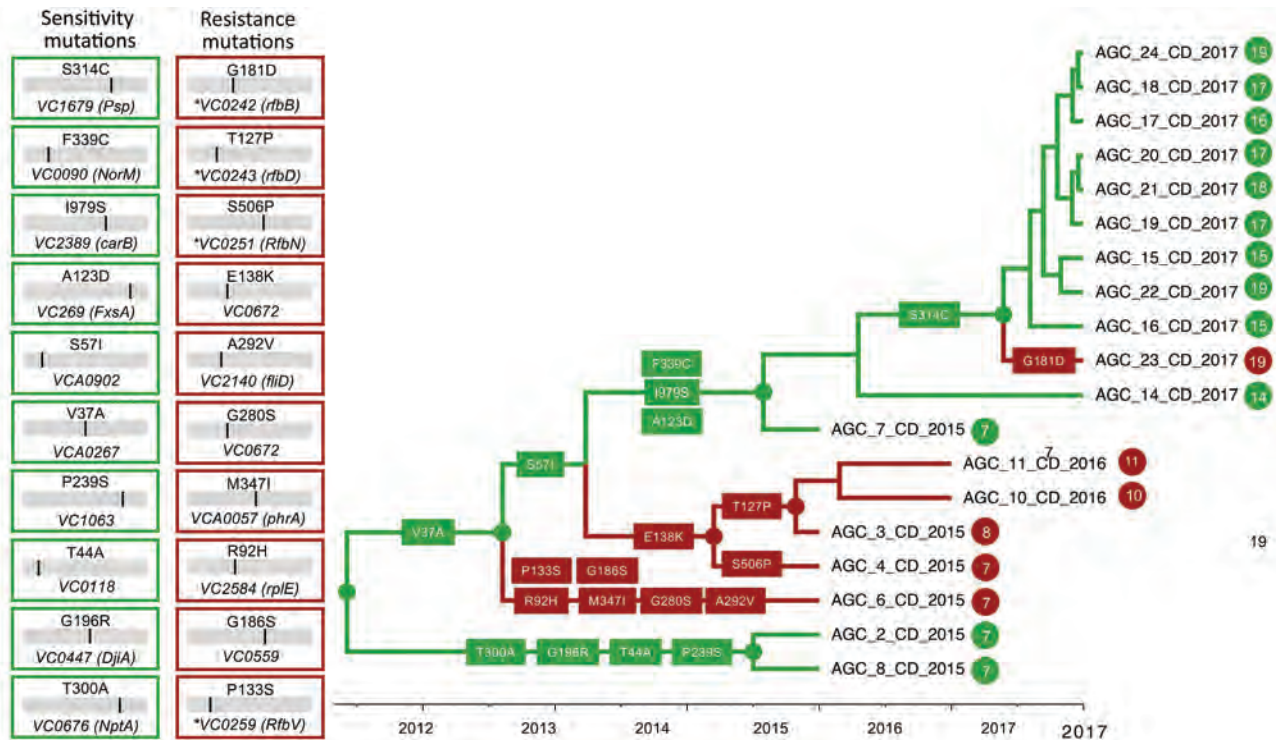 Sensitivity
mutations
S314C
VC1679 (Psp)
F339C
VC0090 (NorM)
I979S
VC2389 (carB)
A123D
VC269 (FxsA)
S57I
VCA0902
V37A
VCA0267
P239S
VC1063
T44A
VC0118
G196R
VC0447 (DjiA)
T300A
VC0676 (NptA)
Resistance
mutations
G181D
*VC0242 (rfbB)
T127P
*VC0243 (rfbD)
S506P
*VC0251 (RfbN)
E138K
VC0672
A292V
VC2140 (fliD)
G280S
VC0672
M347I
VCA0057 (phrA)
R92H
VC2584 (rplE)
G186S
VC0559
P133S
*VC0259 (RfbV)
AGC_24_CD_2017 19
AGC_18_CD_2017 17
AGC_17_CD_2017 16
AGC_20_CD_2017 17
AGC_21_CD_2017 18
AGC_19_CD_2017 17
AGC_15_CD_2017 15
AGC_22_CD_2017 19
S314C
AGC_16_CD_2017 15
G181D AGC_23_CD_2017 19
F339C
I979S
AGC_14_CD_2017 14
A123D
AGC_7_CD_2015 7
7
S57I
AGC_11_CD_2016 11
AGC_10_CD_2016 10
T127P
V37A
E138K
AGC_3_CD_2015 8
19
S506P
AGC_4_CD_2015 7
P133S G186S
R92H M347I G280S A292V AGC_6_CD_2015 7
AGC_2_CD_2015 7
T300A G196R T44A P239S
AGC_8_CD_2015 7
2012 2013 2014 2015 2016 2017 2017